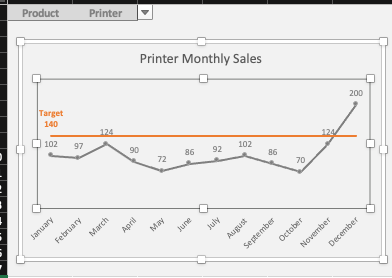 Product Printer
Printer Monthly Sales
Target
140
102 97 124 90 72 86 92 102 86 70 124 200
January February March April May June July August September October November December